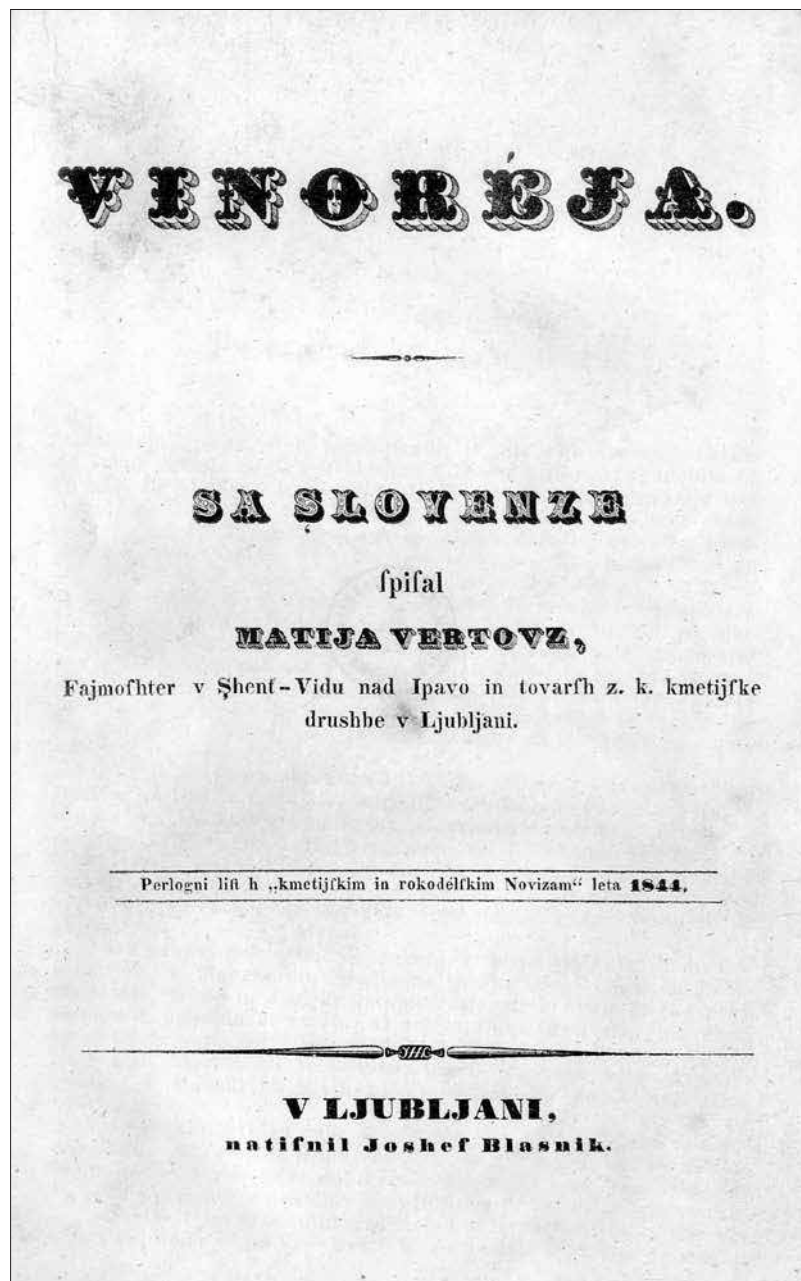 VINORÉJA.
SA SLOVENZE
ſpiſal
MATIJA VERTOVZ,
Fajmoſhter v Shent-Vidu nad Ipavo in tovarſh z. k. kmetijſke
drushbe v Ljubljani.
Perlogni liſt h „kmetijſkim in rokodélſkim Novizam“ leta 1844.
V LJUBLJANI,
natiſnil Joshef Blasnik.